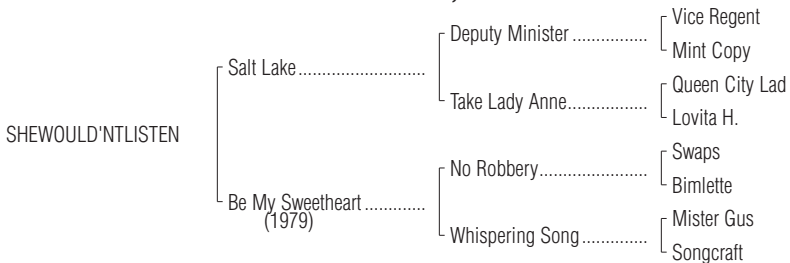 Vice Regent
Deputy Minister ................
Mint Copy
Salt Lake ..........................
Queen City Lad
Take Lady Anne .................
Lovita H.
SHEWOULD'NTLISTEN
Swaps
No Robbery .......................
Bimlette
Be My Sweetheart .............
(1979)
Mister Gus
Whispering Song ..............
Songcraft